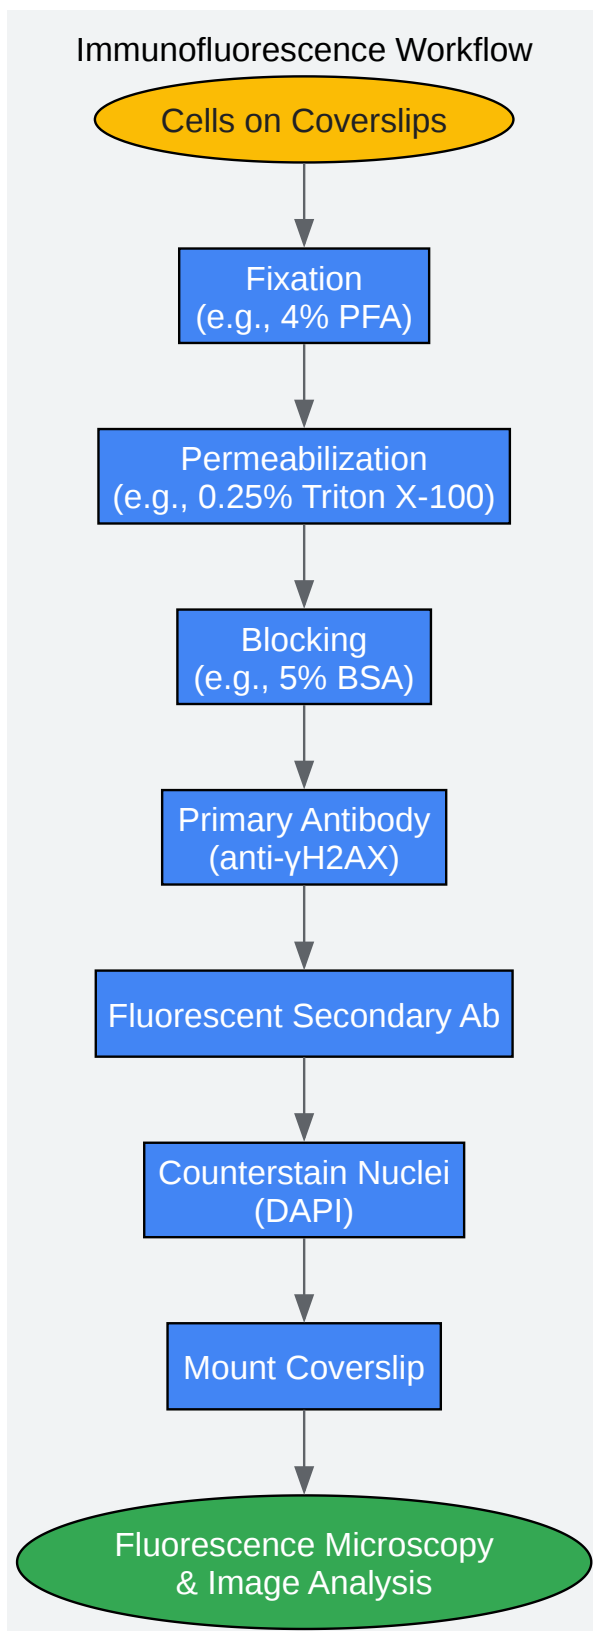 Immunofluorescence Workflow
Cells on Coverslips
Fixation
(e.g., 4% PFA)
Permeabilization
(e.g., 0.25% Triton X-100)
Blocking
(e.g., 5% BSA)
Primary Antibody
(anti-γH2AX)
Fluorescent Secondary Ab
Counterstain Nuclei
(DAPI)
Mount Coverslip
Fluorescence Microscopy
& Image Analysis